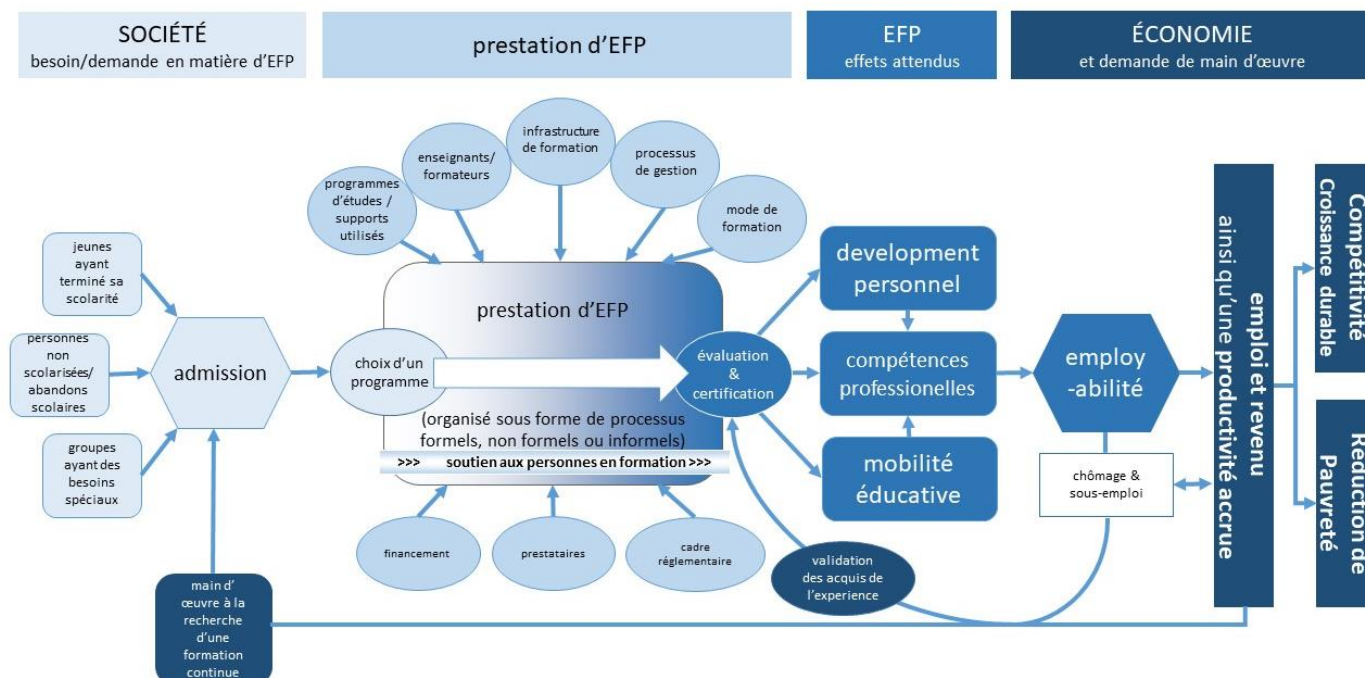 SOCIÉTÉ
besoin/demande en matière d'EFP
prestation d'EFP
EFP
effets attendus
ÉCONOMIE
et demande de main d'œuvre
programmes
d'études /
supports
utilisés
enseignants/
formateurs
infrastructure
de formation
processus
de gestion
mode de
formation
jeunes
ayant
terminé sa
scolarité
personnes
non
scolarisées/
abandons
scolaires
groupes
ayant des
besoins
spéciaux
admission
choix d'un
programme
prestation d'EFP
(organisé sous forme de processus
formels, non formels ou informels)
>>> soutien aux personnes en formation >>>
évaluation
&
certification
financement
prestataires
cadre
réglementaire
development
personnel
compétences
professionelles
mobilité
éducative
employ
-abilité
chômage &
sous-emploi
validation
des acquis de
l'experience
main d'
œuvre à la
recherche
d'une
formation
continue
emploi et revenu
ainsi qu'une productivité accrue
Compétitivité
Croissance durable
Réduction de
Pauvreté